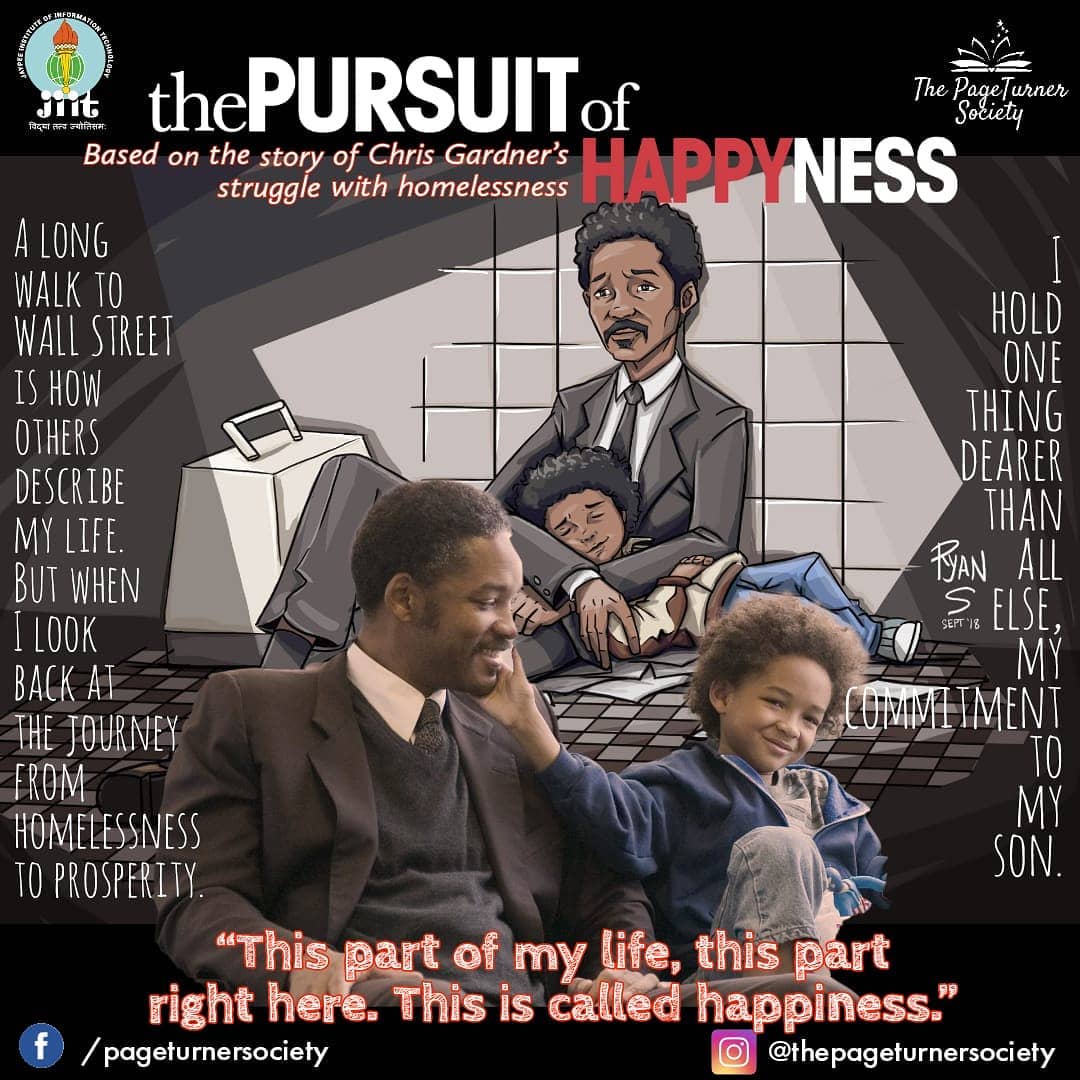 JAYPEE INSTITUTE OF INFORMATION TECHNOLOGY
jiit
विद्या तत्व ज्योतिसमः
The PageTurner
Society
the PURSUIT of
HAPPYNESS
Based on the story of Chris Gardner's
struggle with homelessness
A LONG
WALK TO
WALL STREET
IS HOW
OTHERS
DESCRIBE
MY LIFE.
BUT WHEN
I LOOK
BACK AT
THE JOURNEY
FROM
HOMELESSNESS
TO PROSPERITY.
I
HOLD
ONE
THING
DEARER
THAN
ALL
ELSE,
MY
COMMITMENT
TO
MY
SON.
RYAN
S
SEPT '18
“This part of my life, this part
right here. This is called happiness.”
/pageturnersociety
@thepageturnersociety